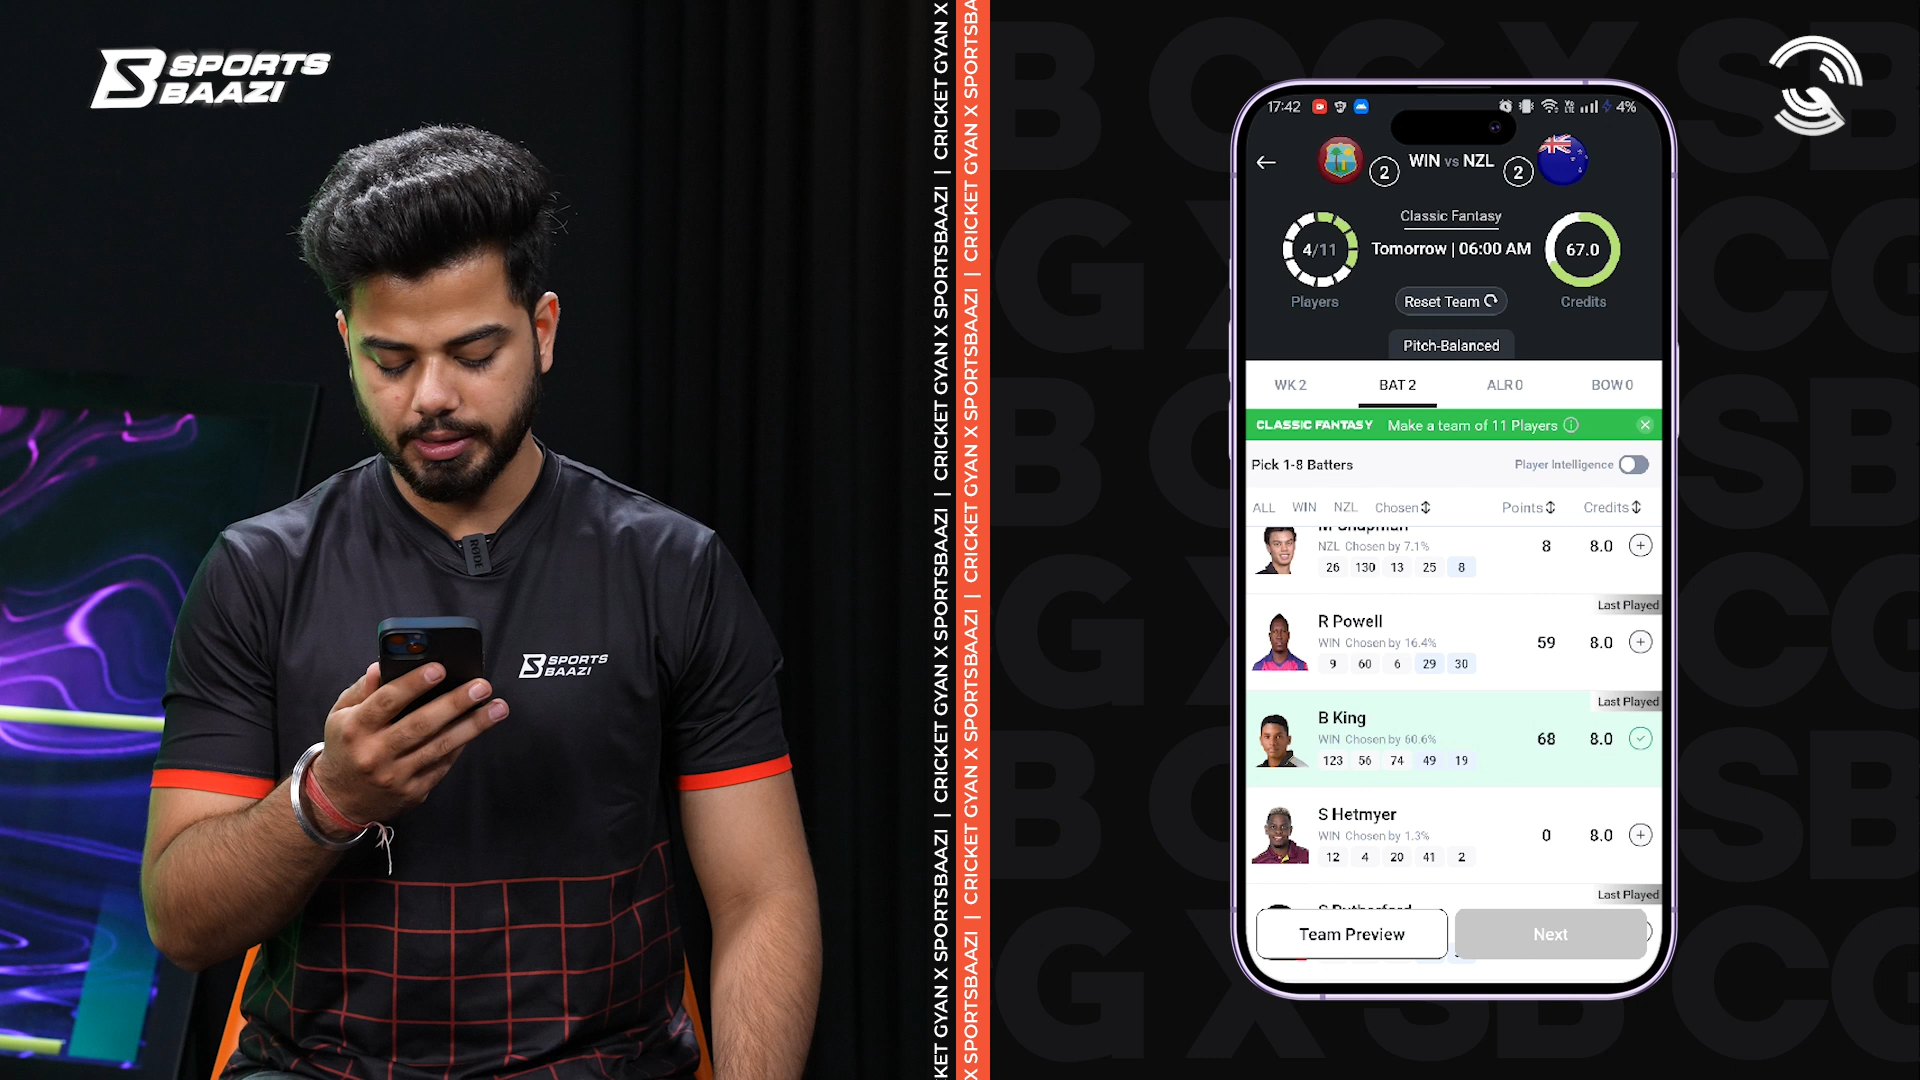 SPORTS
BAAZI
SPORTS
BAAZI
RØDE
CRICKET GYAN X SPORTSBAAZI | CRICKET GYAN X SPORTSBAAZI | CRICKET GYAN X SPORTSBAAZI | CRICKET GYAN X
CRICKET GYAN X SPORTSBAAZI | CRICKET GYAN X SPORTSBAAZI | CRICKET GYAN X SPORTSBA
17:42
4%
2 WIN vs NZL 2
Classic Fantasy
4/11
Tomorrow | 06:00 AM
67.0
Players
Reset Team
Credits
Pitch-Balanced
WK 2 BAT 2 ALR 0 BOW 0
CLASSIC FANTASY Make a team of 11 Players
Pick 1-8 Batters
Player Intelligence
ALL WIN NZL Chosen Points Credits
M Chapman
NZL Chosen by 7.1%
8 8.0
26 130 13 25 8
Last Played
R Powell
WIN Chosen by 16.4%
59 8.0
9 60 6 29 30
Last Played
B King
WIN Chosen by 60.6%
68 8.0
123 56 74 49 19
S Hetmyer
WIN Chosen by 1.3%
0 8.0
12 4 20 41 2
Last Played
S Rutherford
Team Preview
Next